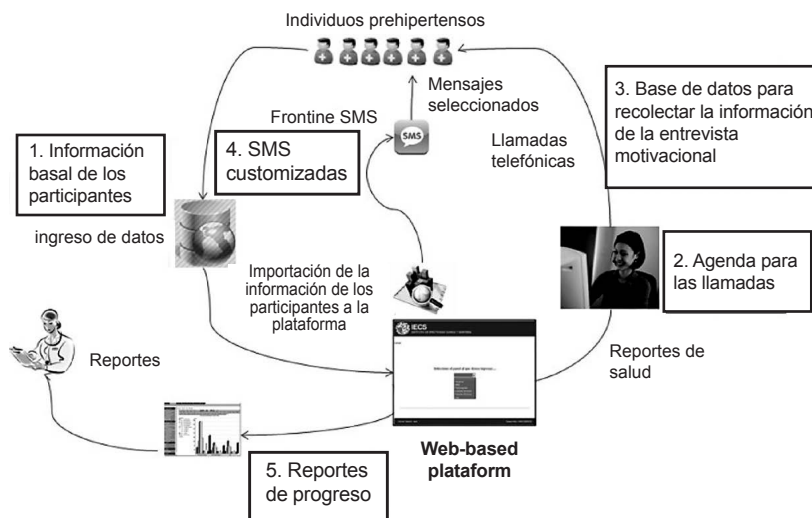 Individuos prehipertensos
Mensajes
seleccionados
Frontine SMS
SMS
3. Base de datos para
recolectar la información
de la entrevista
motivacional
Llamadas
telefónicas
1. Información
basal de los
participantes
4. SMS
customizadas
ingreso de datos
2. Agenda para
las llamadas
Importación de la
información de los
participantes a la
plataforma
IECS
Reportes
Reportes de
salud
Web-based
plataform
5. Reportes
de progreso